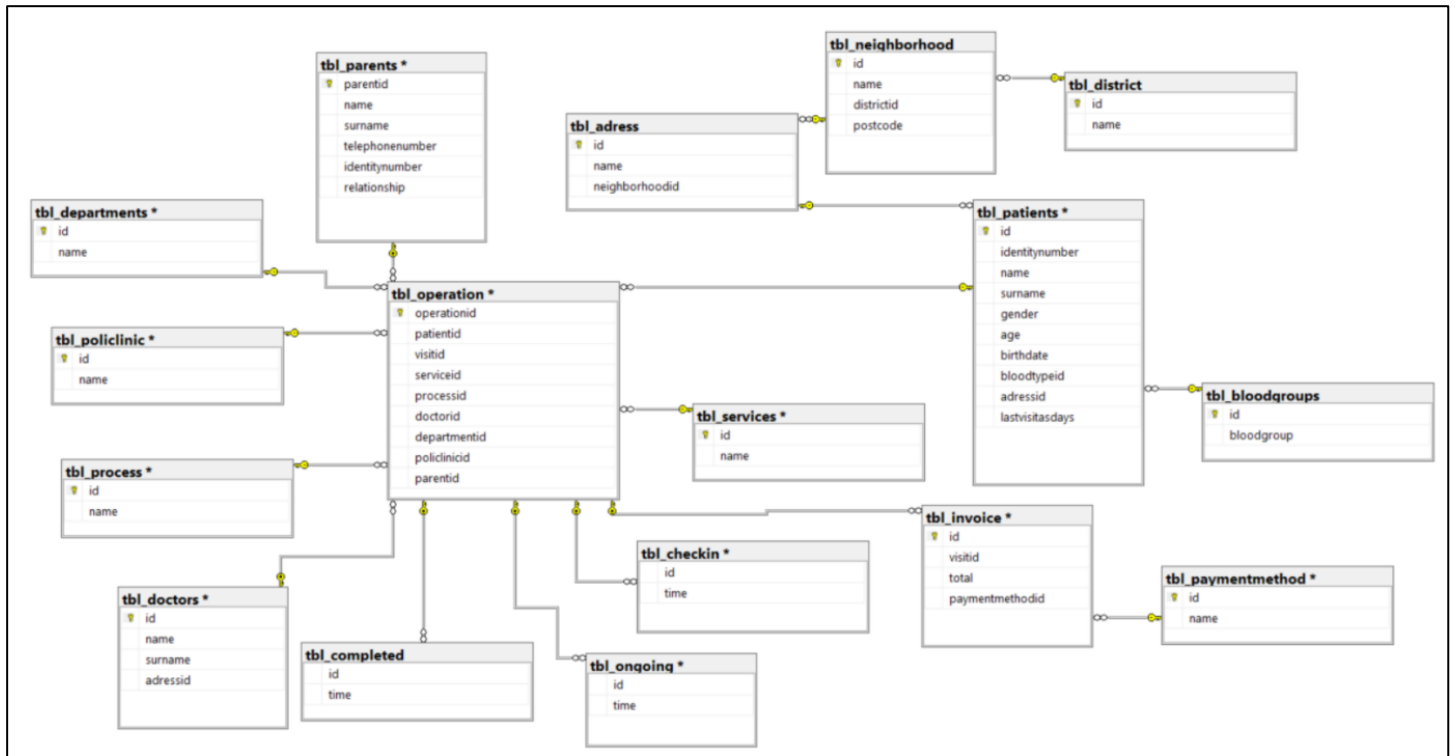 tbl_neighborhood
id
name
districtid
postcode
tbl_parents *
parentid
name
surname
telephonenumber
identitynumber
relationship
tbl_district
id
name
tbl_adress
id
name
neighborhoodid
tbl_departments *
id
name
tbl_patients *
id
identitynumber
name
surname
gender
age
birthdate
bloodtypeid
adressid
lastvisitasdays
tbl_operation *
operationid
patientid
visitid
serviceid
processid
doctorid
departmentid
policlinicid
parentid
tbl_policlinic *
id
name
tbl_bloodgroups
id
bloodgroup
tbl_services *
id
name
tbl_process *
id
name
tbl_invoice *
id
visitid
total
paymentmethodid
tbl_checkin *
id
time
tbl_paymentmethod *
id
name
tbl_doctors *
id
name
surname
adressid
tbl_completed
id
time
tbl_ongoing *
id
time